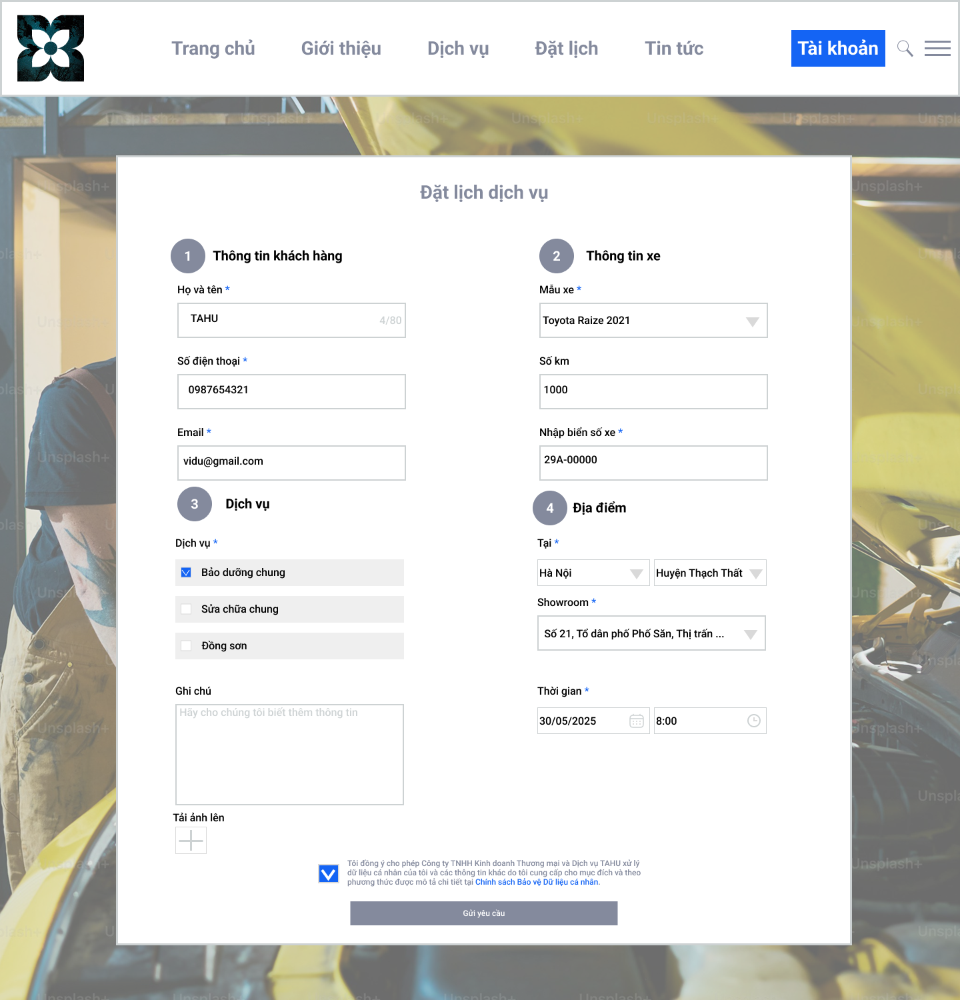 Trang chủ
Giới thiệu
Dịch vụ
Đặt lịch
Tin tức
Tài khoản
Đặt lịch dịch vụ
1
Thông tin khách hàng
Họ và tên *
TAHU
4/80
Số điện thoại *
0987654321
Email *
vidu@gmail.com
2
Thông tin xe
Mẫu xe *
Toyota Raize 2021
Số km
1000
Nhập biển số xe *
29A-00000
3
Dịch vụ
Dịch vụ *
Bảo dưỡng chung
Sửa chữa chung
Đồng sơn
Ghi chú
Hãy cho chúng tôi biết thêm thông tin
Tải ảnh lên
4
Địa điểm
Tại *
Hà Nội
Huyện Thạch Thất
Showroom *
Số 21, Tổ dân phố Phố Săn, Thị trấn ...
Thời gian *
30/05/2025
8:00
Tôi đồng ý cho phép Công ty TNHH Kinh doanh Thương mại và Dịch vụ TAHU xử lý
dữ liệu cá nhân của tôi và các thông tin khác do tôi cung cấp cho mục đích và theo
phương thức được mô tả chi tiết tại Chính sách Bảo vệ Dữ liệu cá nhân.
Gửi yêu cầu
Unsplash+